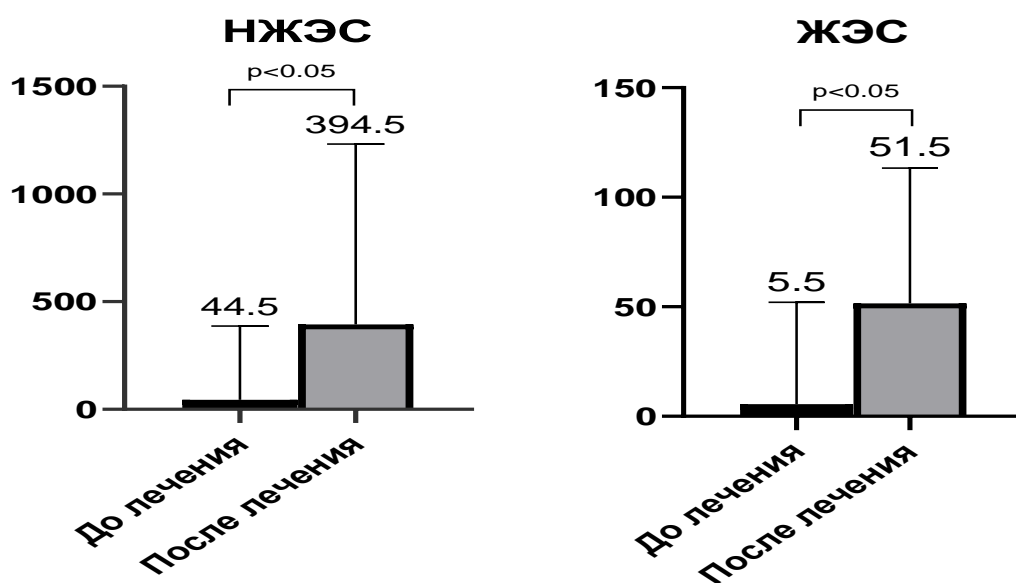 НЖЭС
p<0.05
1500
1000
500
0
394.5
44.5
До лечения
После лечения
ЖЭС
p<0.05
150
100
50
0
51.5
5.5
До лечения
После лечения